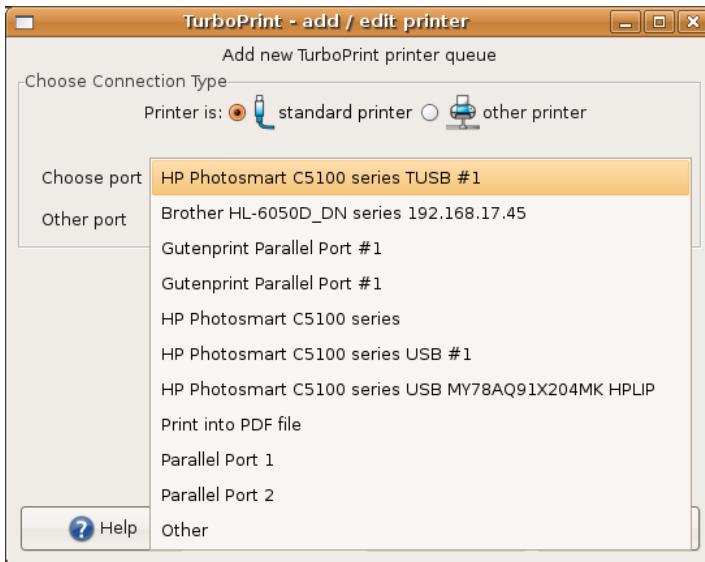 TurboPrint - add / edit printer
Add new TurboPrint printer queue
Choose Connection Type
Printer is: standard printer other printer
Choose port HP Photosmart C5100 series TUSB #1
Other port Brother HL-6050D_DN series 192.168.17.45
Gutenprint Parallel Port #1
Gutenprint Parallel Port #1
HP Photosmart C5100 series
HP Photosmart C5100 series USB #1
HP Photosmart C5100 series USB MY78AQ91X204MK HPLIP
Print into PDF file
Parallel Port 1
Parallel Port 2
Help Other